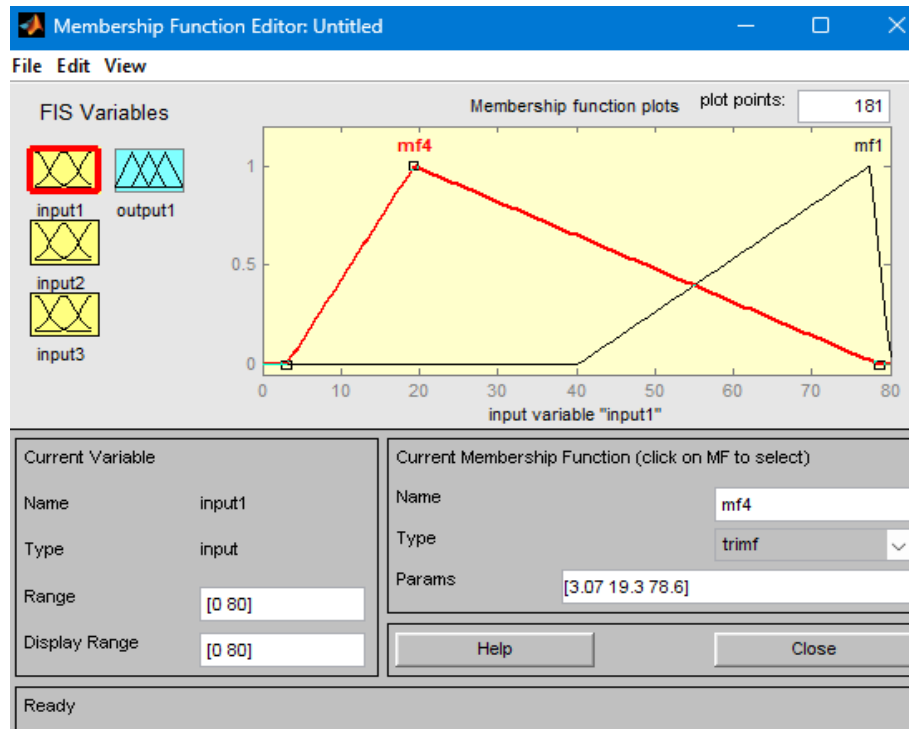 Membership Function Editor: Untitled
File Edit View
FIS Variables
Membership function plots
plot points:
181
input1
output1
input2
input3
mf4
mf1
1
0.5
0
0 10 20 30 40 50 60 70 80
input variable "input1"
Current Variable
Name input1
Type input
Range [0 80]
Display Range [0 80]
Current Membership Function (click on MF to select)
Name mf4
Type trimf
Params [3.07 19.3 78.6]
Help
Close
Ready